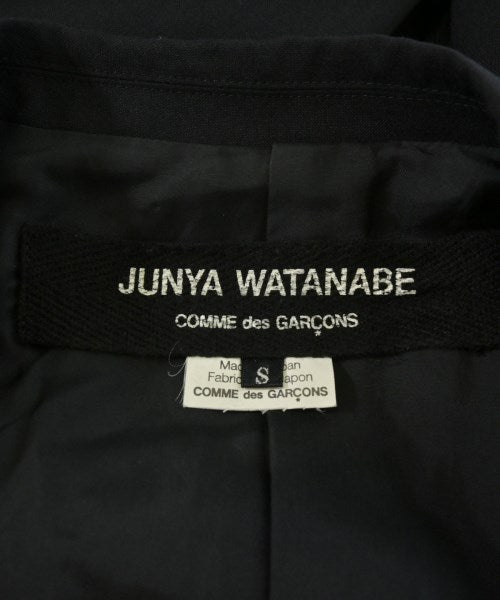 JUNYA WATANABE
COMME des GARÇONS
S
COMME des GARÇONS